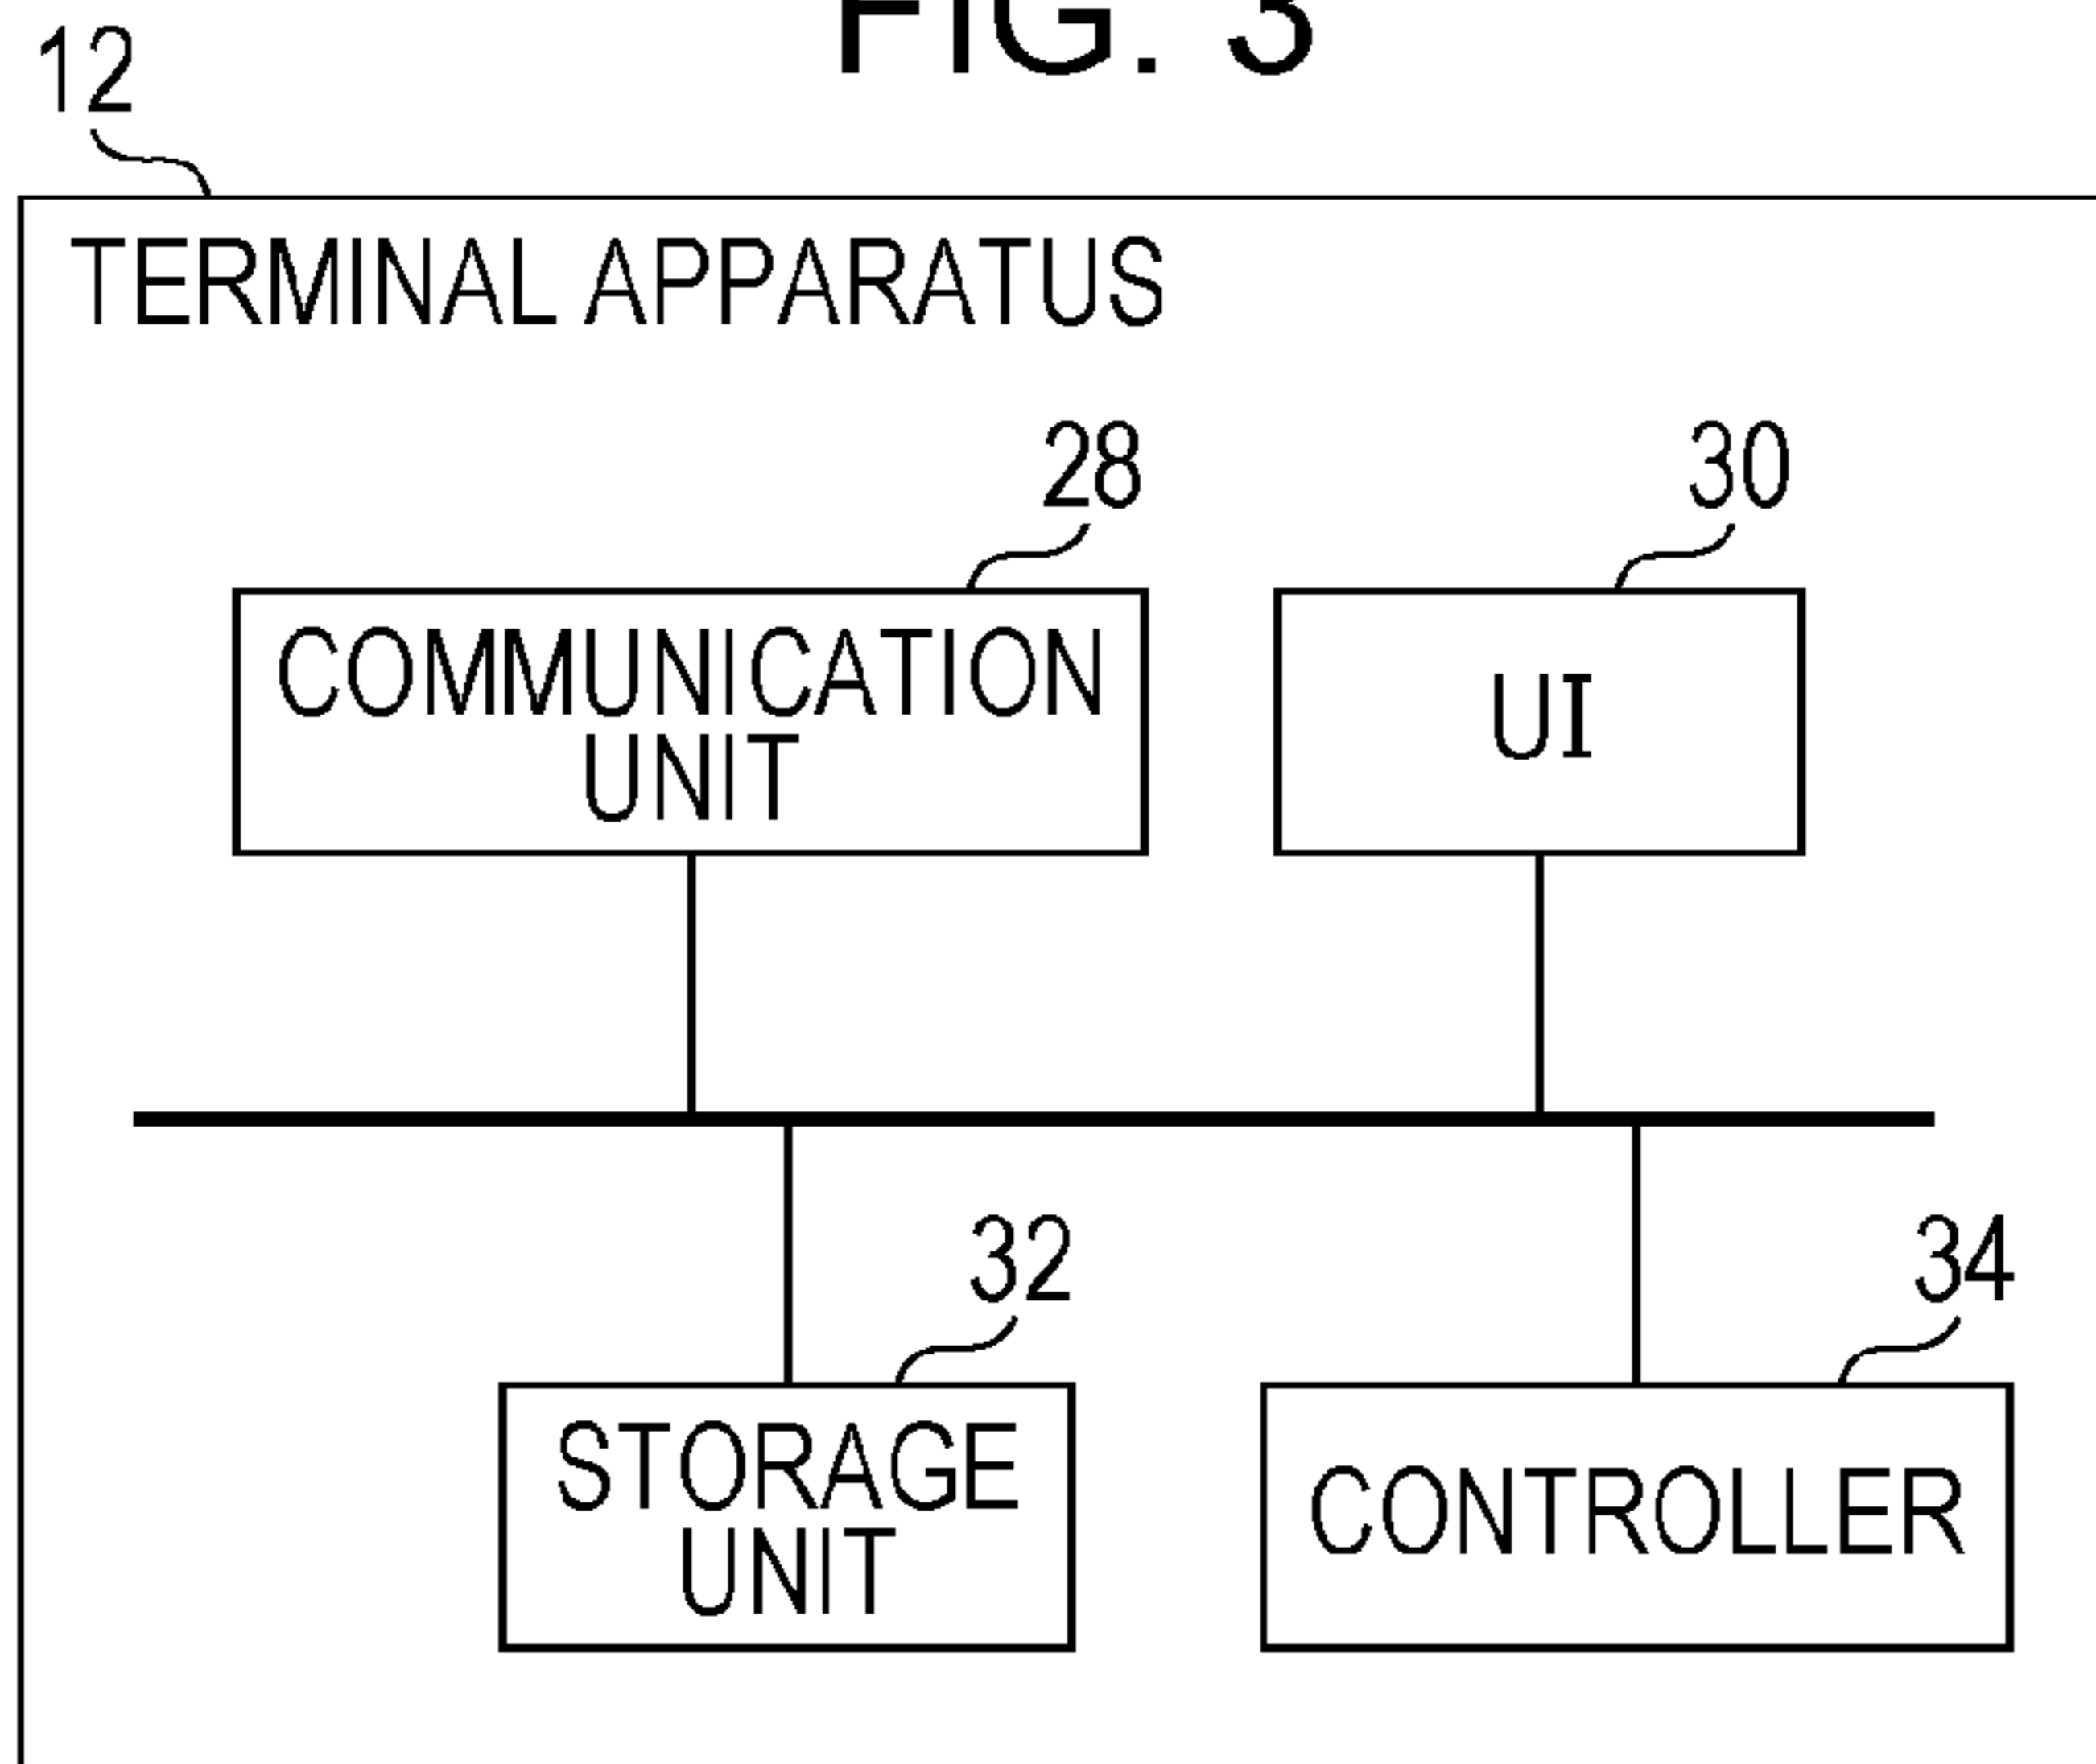 FIG. 3
12
TERMINAL APPARATUS
28
30
COMMUNICATION
UNIT
UI
32
34
STORAGE
UNIT
CONTROLLER